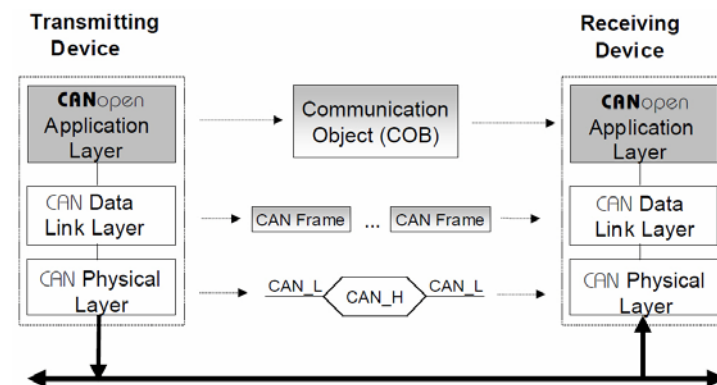 Transmitting
Device
Receiving
Device
CANopen
Application
Layer
Communication
Object (COB)
CANopen
Application
Layer
CAN Data
Link Layer
CAN Frame ... CAN Frame
CAN Data
Link Layer
CAN Physical
Layer
CAN_L
CAN_H
CAN_L
CAN Physical
Layer